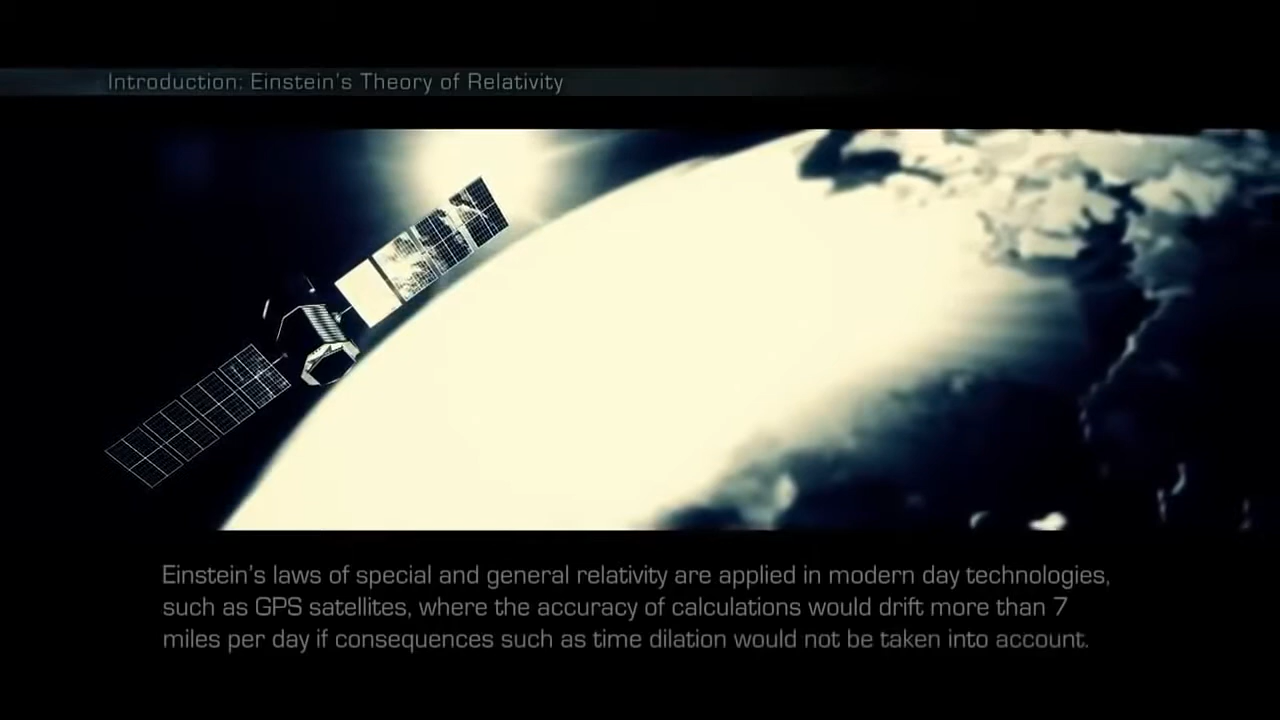 Introduction: Einstein's Theory of Relativity
Einstein's laws of special and general relativity are applied in modern day technologies,
such as GPS satellites, where the accuracy of calculations would drift more than 7
miles per day if consequences such as time dilation would not be taken into account.